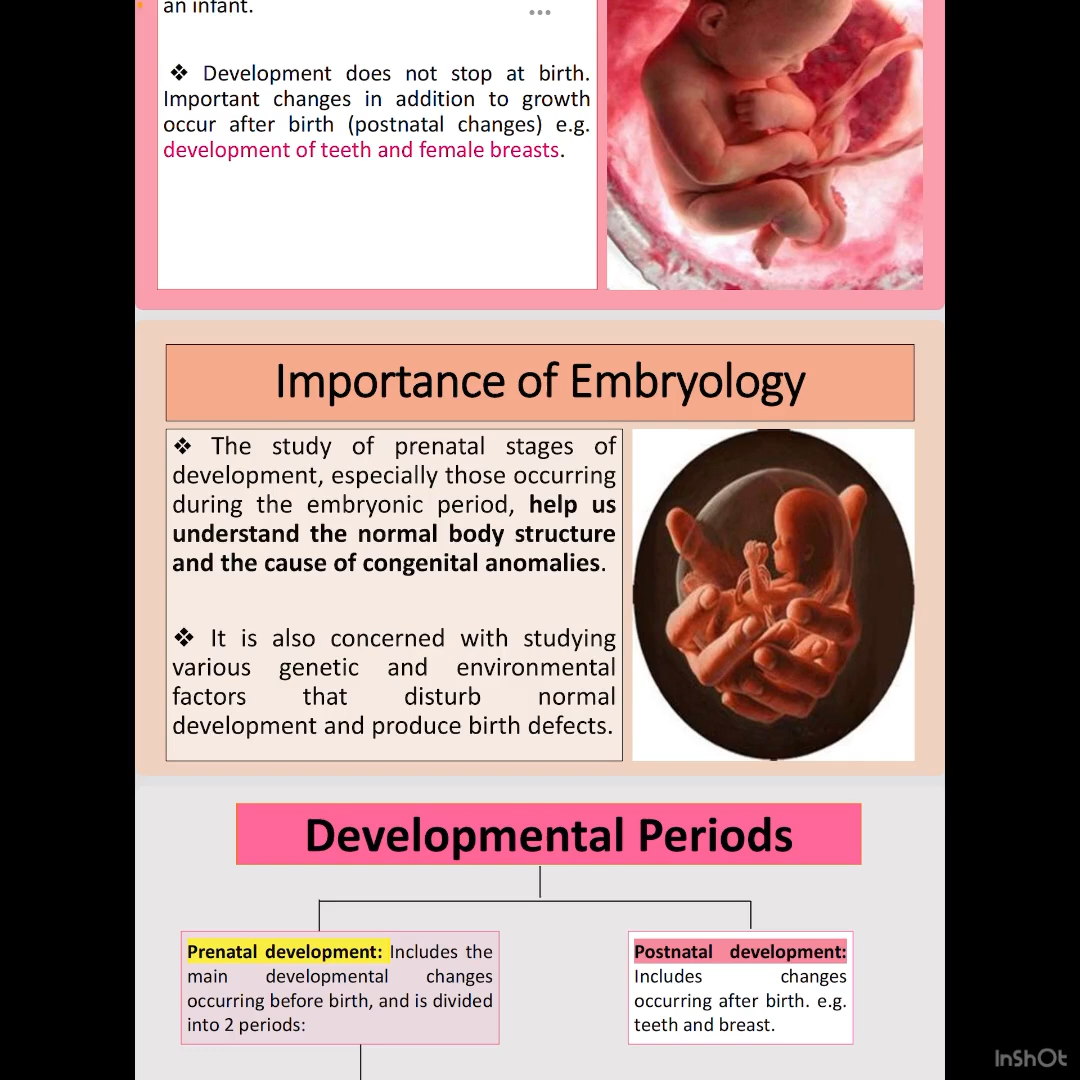 an infant.
❖ Development does not stop at birth.
Important changes in addition to growth
occur after birth (postnatal changes) e.g.
development of teeth and female breasts.
Importance of Embryology
❖ The study of prenatal stages of
development, especially those occurring
during the embryonic period, help us
understand the normal body structure
and the cause of congenital anomalies.
❖ It is also concerned with studying
various genetic and environmental
factors that disturb normal
development and produce birth defects.
Developmental Periods
Prenatal development: Includes the
main developmental changes
occurring before birth, and is divided
into 2 periods:
Postnatal development:
Includes changes
occurring after birth. e.g.
teeth and breast.
InShOt